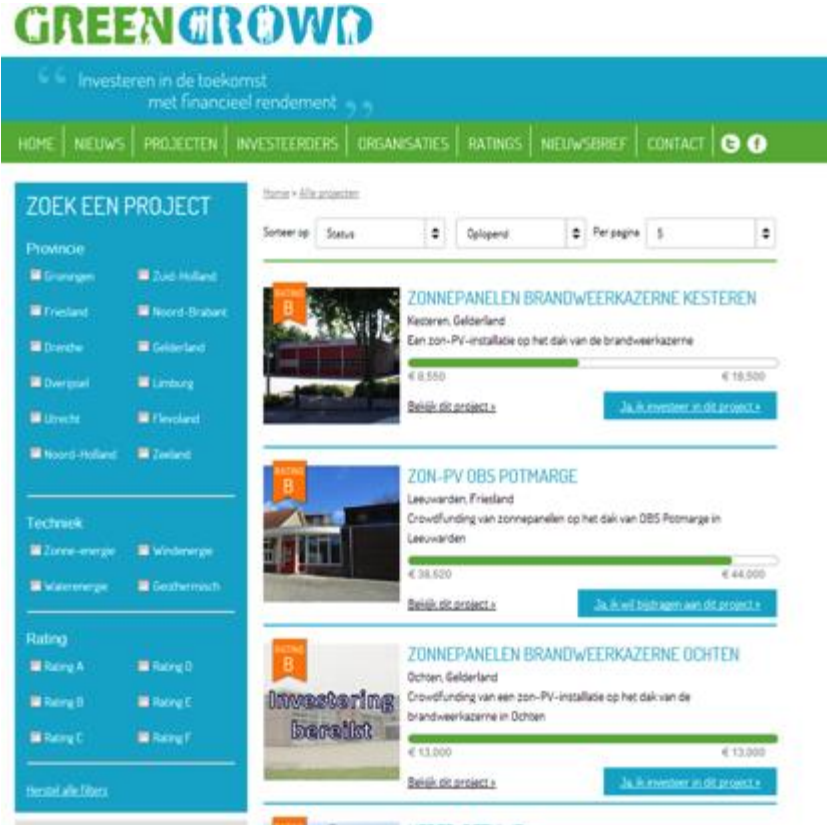 GREENCROWD
Investeren in de toekomst
met financieel rendement
HOME NIEUWS PROJECTEN INVESTEERDERS ORGANISATIES RATINGS NIEUWSBRIEF CONTACT
ZOEK EEN PROJECT
Provincie
Groningen Zuid-Holland
Friesland Noord-Brabant
Drenthe Gelderland
Overijssel Limburg
Utrecht Flevoland
Noord-Holland Zeeland
Techniek
Zonne-energie Windenergie
Waterenergie Geothermisch
Rating
Rating A Rating D
Rating B Rating E
Rating C Rating F
Herstel alle filters
Home > Alle projecten
Sorteer op Status Oplopend Per pagina 5
RATING
B
ZONNEPANELEN BRANDWEERKAZERNE KESTEREN
Kesteren, Gelderland
Een zon-PV-installatie op het dak van de brandweerkazerne
€ 8,550 € 18,500
Bekijk dit project » Ja, ik investeer in dit project »
RATING
B
ZON-PV OBS POTMARGE
Leeuwarden, Friesland
Crowdfunding van zonnepanelen op het dak van OBS Potmarge in
Leeuwarden
€ 38,520 € 44,000
Bekijk dit project » Ja, ik wil bijdragen aan dit project »
RATING
B
Investering
bereikt
ZONNEPANELEN BRANDWEERKAZERNE OCHTEN
Ochten, Gelderland
Crowdfunding van een zon-PV-installatie op het dak van de
brandweerkazerne in Ochten
€ 13,000 € 13,000
Bekijk dit project » Ja, ik investeer in dit project »